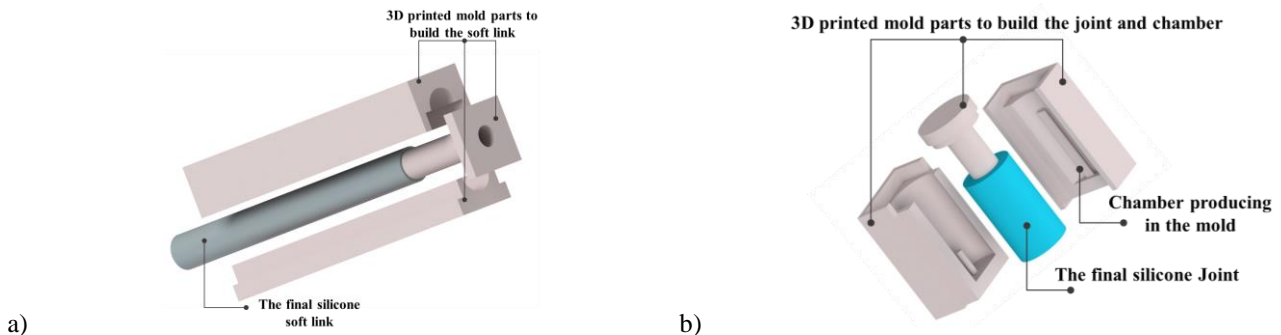 3D printed mold parts to
build the soft link
The final silicone
soft link
a)
3D printed mold parts to build the joint and chamber
Chamber producing
in the mold
The final silicone Joint
b)